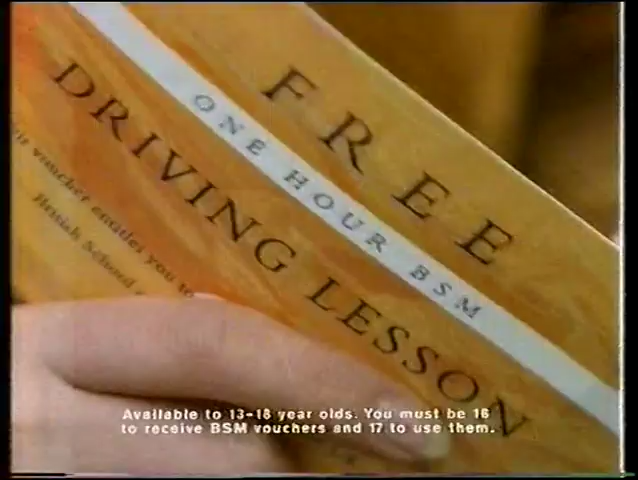 FREE
ONE HOUR BSM
DRIVING LESSON
voucher entitles you to
British School
Available to 13-18 year olds. You must be 16
to receive BSM vouchers and 17 to use them.